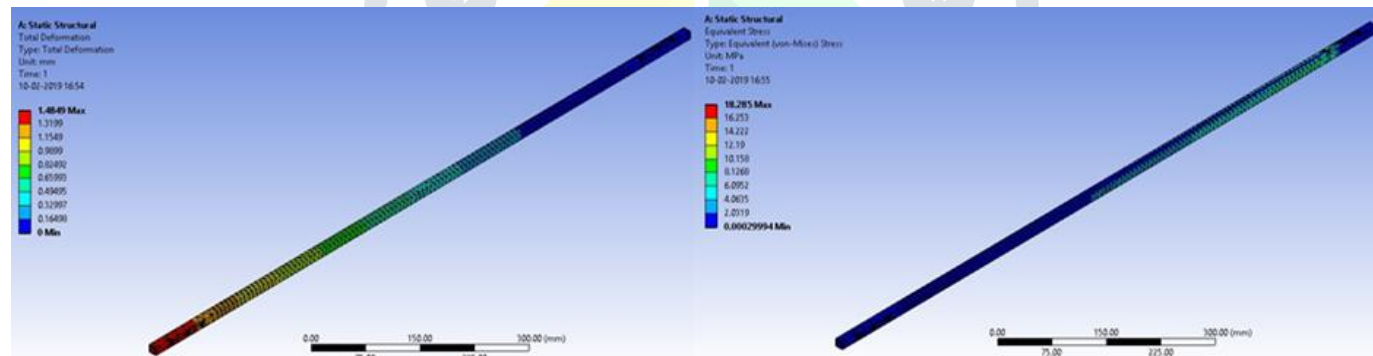 A: Static Structural
Total Deformation
Type: Total Deformation
Unit: mm
Time: 1
10-02-2019 16:54
1.4849 Max
1.3199
1.1549
0.9899
0.82492
0.65993
0.49495
0.32997
0.16498
0 Min
0.00 150.00 300.00 (mm)
75.00 225.00
A: Static Structural
Equivalent Stress
Type: Equivalent (von-Mises) Stress
Unit: MPa
Time: 1
10-02-2019 16:55
18.285 Max
16.253
14.222
12.19
10.158
8.1268
6.0952
4.0635
2.0319
0.00029994 Min
0.00 150.00 300.00 (mm)
75.00 225.00